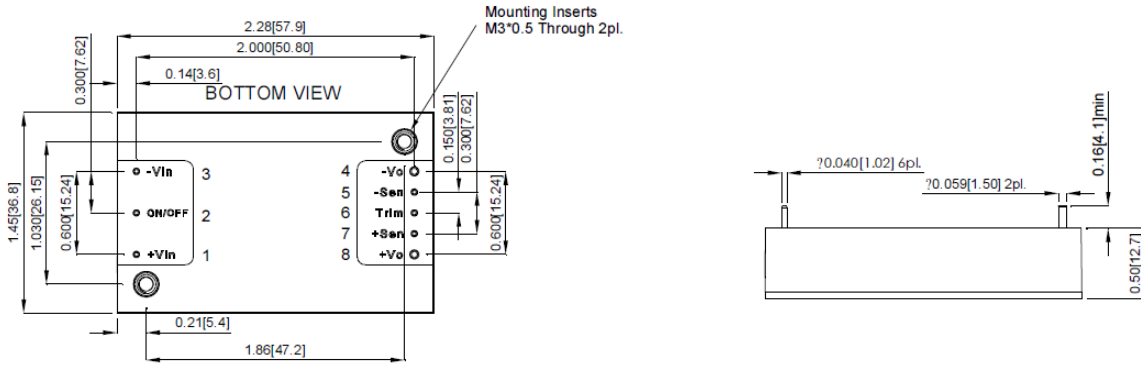 Mounting Inserts
M3*0.5 Through 2pl.
2.28[57.9]
2.000[50.80]
0.14[3.6]
0.300[7.62]
BOTTOM VIEW
0.150[3.81]
0.300[7.62]
1.45[36.8]
1.030[26.15]
0.600[15.24]
-Vin 3
ON/OFF 2
+Vin 1
4 -Vo
5 -Sen
6 Trim
7 +Sen
8 +Vo
0.600[15.24]
0.21[5.4]
1.86[47.2]
?0.040[1.02] 6pl.
?0.059[1.50] 2pl.
0.16[4.1]min
0.50[12.7]